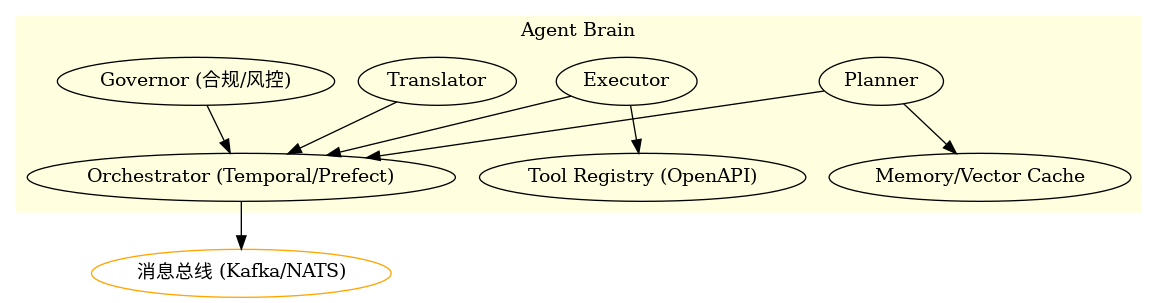 Agent Brain
Governor (合规/风控)
Translator
Executor
Planner
Orchestrator (Temporal/Prefect)
Tool Registry (OpenAPI)
Memory/Vector Cache
消息总线 (Kafka/NATS)